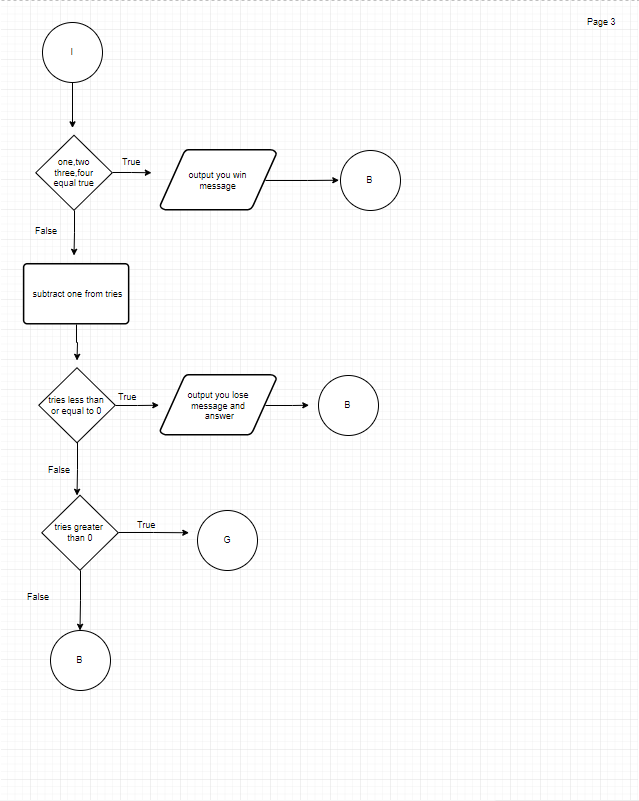 Page 3
I
one,two
three,four
equal true
True
output you win
message
B
False
subtract one from tries
tries less than
or equal to 0
True
output you lose
message and
answer
B
False
tries greater
than 0
True
G
False
B